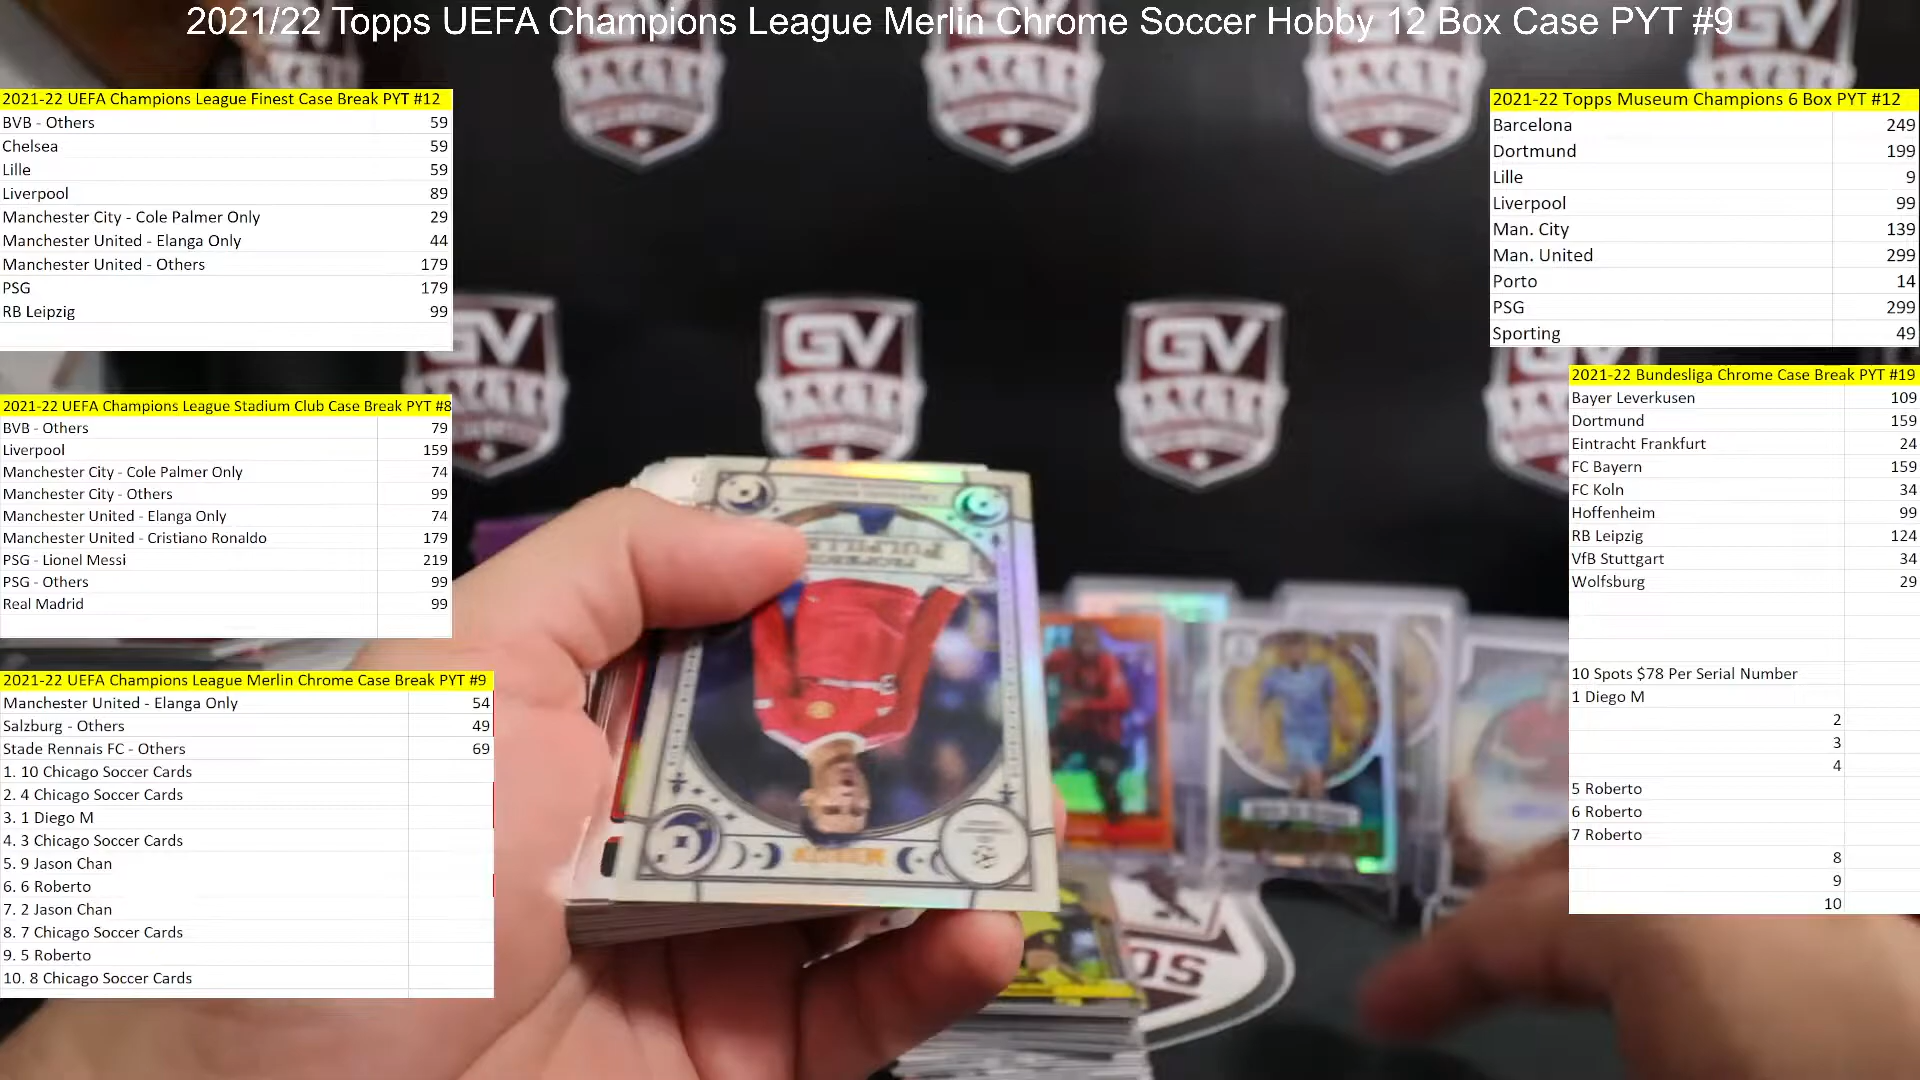 2021/22 Topps UEFA Champions League Merlin Chrome Soccer Hobby 12 Box Case PYT #9
2021-22 UEFA Champions League Finest Case Break PYT #12
BVB - Others 59
Chelsea 59
Lille 59
Liverpool 89
Manchester City - Cole Palmer Only 29
Manchester United - Elanga Only 44
Manchester United - Others 179
PSG 179
RB Leipzig 99
2021-22 UEFA Champions League Stadium Club Case Break PYT #8
BVB - Others 79
Liverpool 159
Manchester City - Cole Palmer Only 74
Manchester City - Others 99
Manchester United - Elanga Only 74
Manchester United - Cristiano Ronaldo 179
PSG - Lionel Messi 219
PSG - Others 99
Real Madrid 99
2021-22 UEFA Champions League Merlin Chrome Case Break PYT #9
Manchester United - Elanga Only 54
Salzburg - Others 49
Stade Rennais FC - Others 69
1. 10 Chicago Soccer Cards
2. 4 Chicago Soccer Cards
3. 1 Diego M
4. 3 Chicago Soccer Cards
5. 9 Jason Chan
6. 6 Roberto
7. 2 Jason Chan
8. 7 Chicago Soccer Cards
9. 5 Roberto
10. 8 Chicago Soccer Cards
2021-22 Topps Museum Champions 6 Box PYT #12
Barcelona 249
Dortmund 199
Lille 9
Liverpool 99
Man. City 139
Man. United 299
Porto 14
PSG 299
Sporting 49
2021-22 Bundesliga Chrome Case Break PYT #19
Bayer Leverkusen 109
Dortmund 159
Eintracht Frankfurt 24
FC Bayern 159
FC Koln 34
Hoffenheim 99
RB Leipzig 124
VfB Stuttgart 34
Wolfsburg 29
10 Spots $78 Per Serial Number
1 Diego M
2
3
4
5 Roberto
6 Roberto
7 Roberto
8
9
10
GV
GV
GV
GV
GV
GV